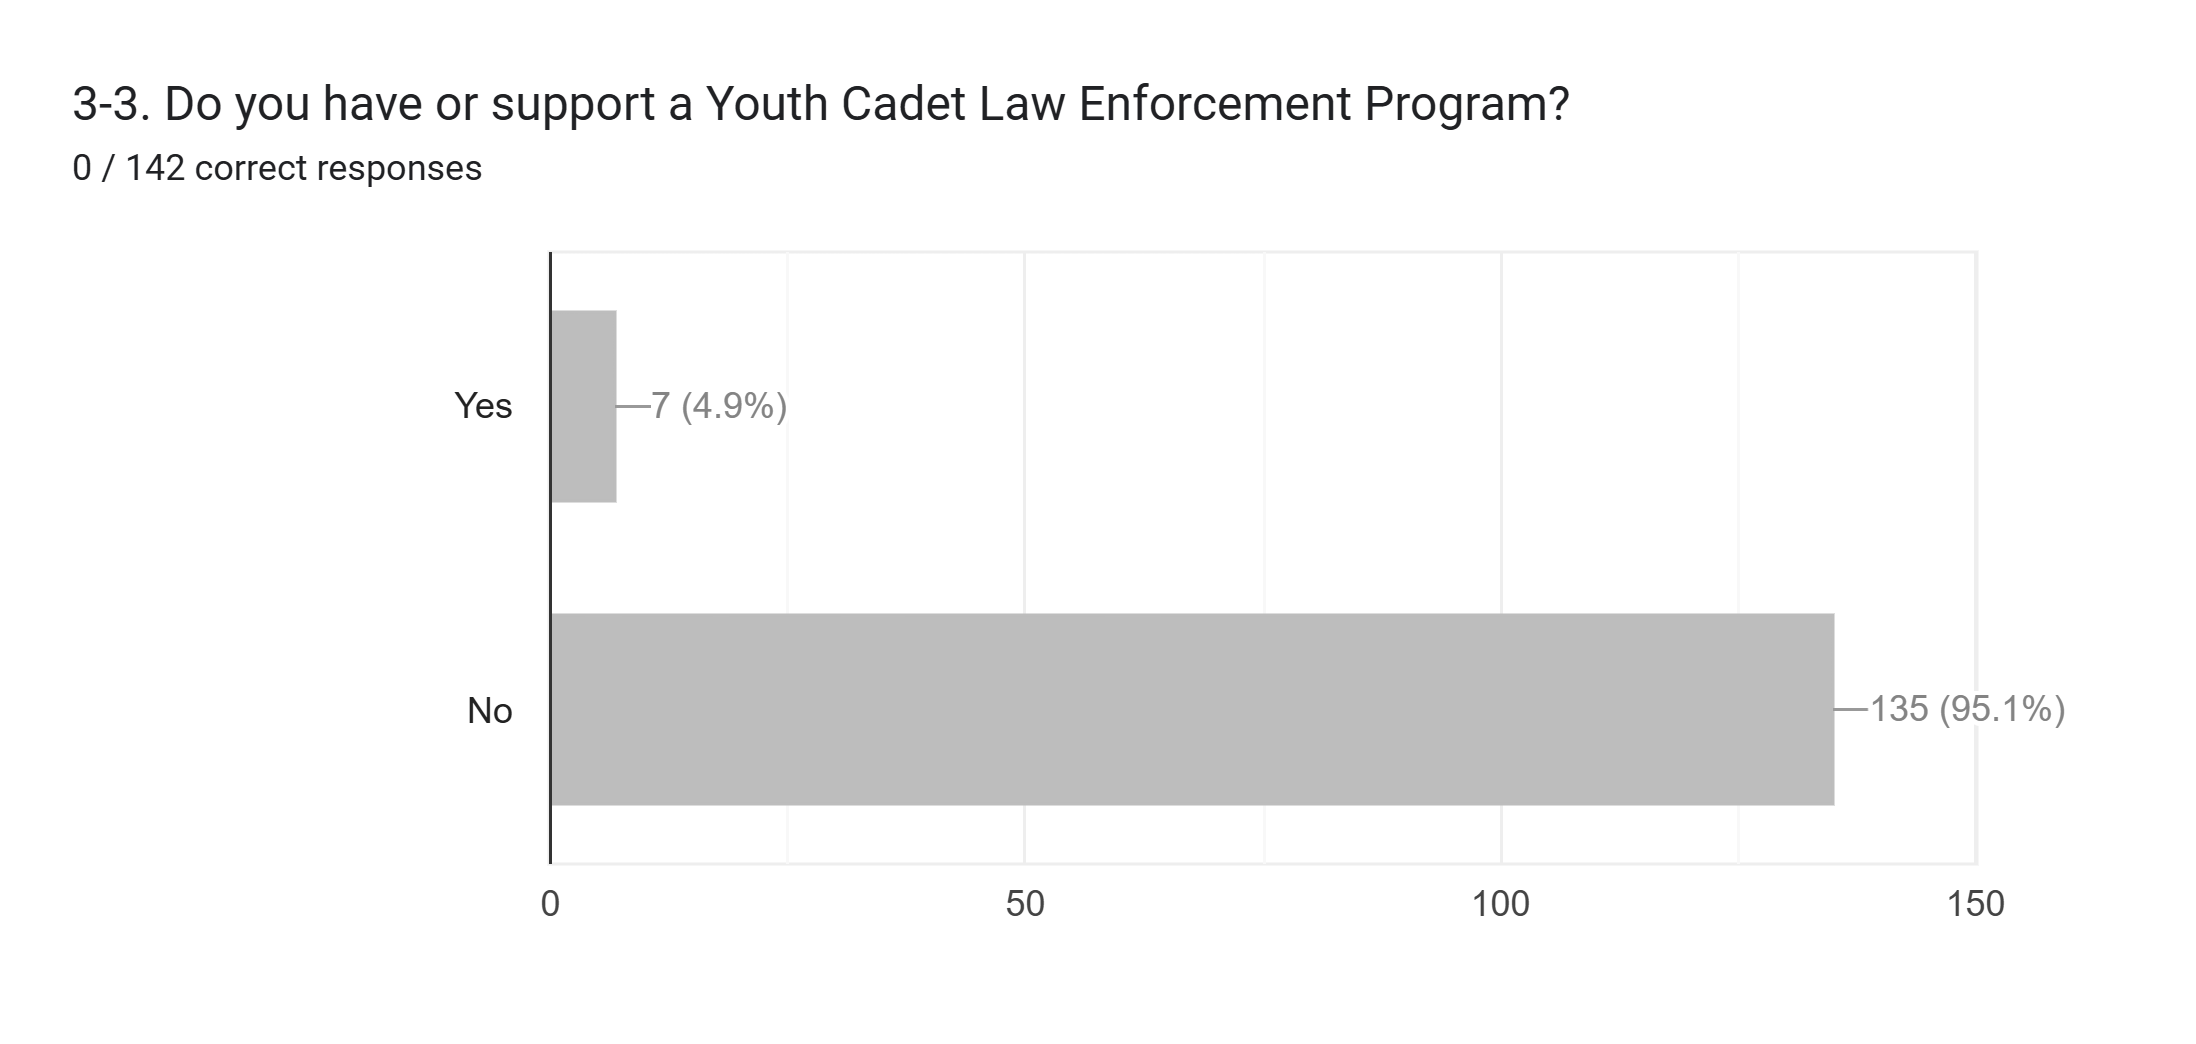 3-3. Do you have or support a Youth Cadet Law Enforcement Program?
0 / 142 correct responses
Yes
7 (4.9%)
No
135 (95.1%)
0 50 100 150